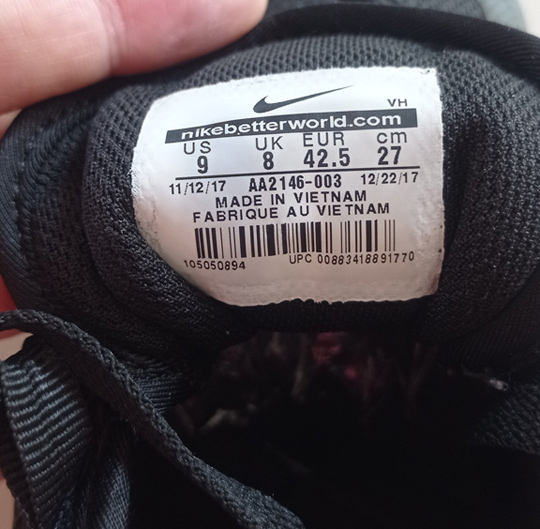 VH
nikebetterworld.com
US UK EUR cm
9 8 42.5 27
11/12/17 AA2146-003 12/22/17
MADE IN VIETNAM
FABRIQUE AU VIETNAM
105050894 UPC 00883418891770